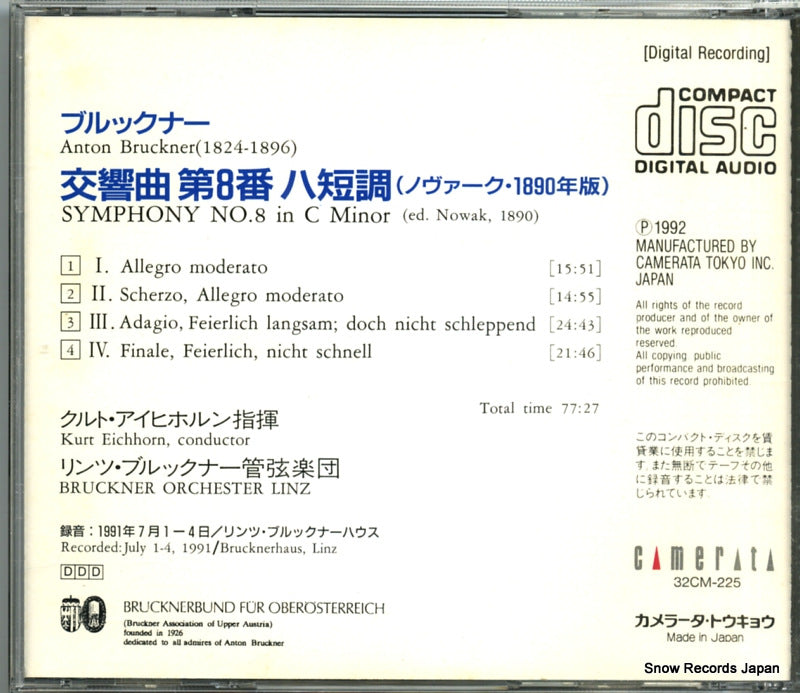 [Digital Recording]
COMPACT
disc
DIGITAL AUDIO
ブルックナー
Anton Bruckner(1824-1896)
交響曲 第8番 ハ短調(ノヴァーク・1890年版)
SYMPHONY NO.8 in C Minor (ed. Nowak, 1890)
1 I. Allegro moderato [15:51]
2 II. Scherzo, Allegro moderato [14:55]
3 III. Adagio, Feierlich langsam; doch nicht schleppend [24:43]
4 IV. Finale, Feierlich, nicht schnell [21:46]
Total time 77:27
クルト・アイヒホルン指揮
Kurt Eichhorn, conductor
リンツ・ブルックナー管弦楽団
BRUCKNER ORCHESTER LINZ
録音:1991年7月1-4日/リンツ・ブルックナーハウス
Recorded:July 1-4, 1991/Brucknerhaus, Linz
DDD
BRUCKNERBUND FÜR OBERÖSTERREICH
(Bruckner Association of Upper Austria)
founded in 1926
dedicated to all admires of Anton Bruckner
Ⓟ1992
MANUFACTURED BY
CAMERATA TOKYO INC.
JAPAN
All rights of the record
producer and of the owner of
the work reproduced
reserved.
All copying public
performance and broadcasting
of this record prohibited.
このコンパクト・ディスクを賃
貸業に使用することを禁じま
す。また無断でテープその他
に録音することは法律で禁
じられています。
camerata
32CM-225
カメラータ・トウキョウ
Made in Japan
Snow Records Japan